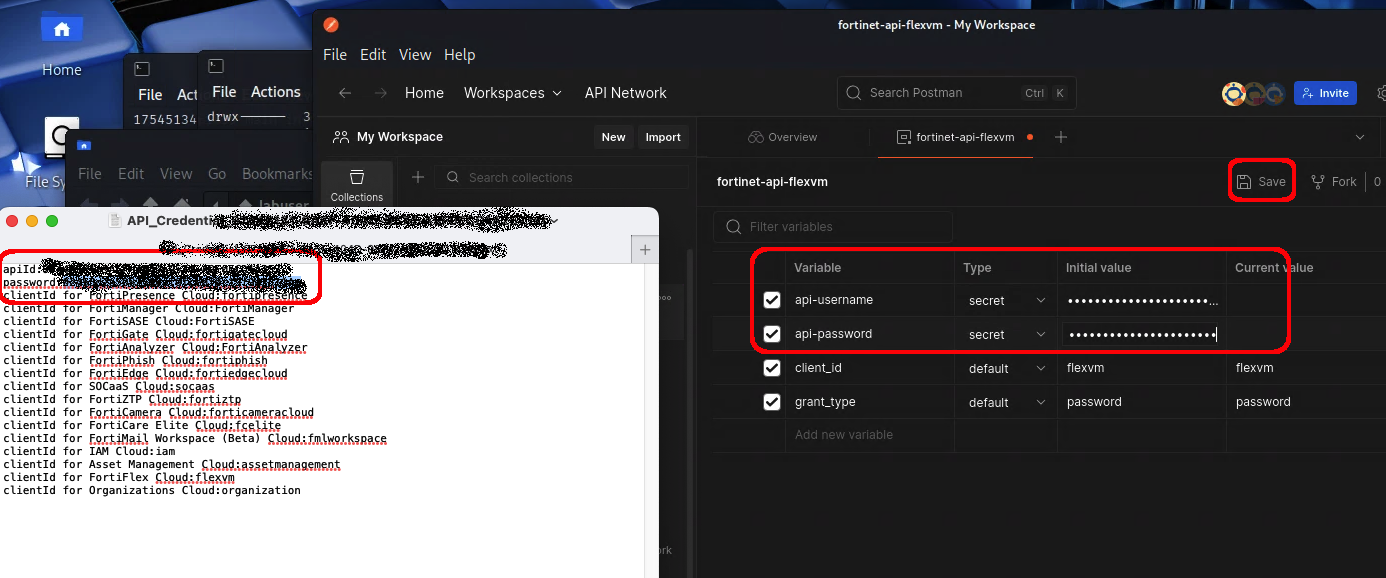 fortinet-api-flexvm - My Workspace
File Edit View Help
Home
Home Workspaces API Network
Search Postman Ctrl K
Invite
File
File Actions
17545134
drwx
3
My Workspace New Import
Overview fortinet-api-flexvm
File Edit View Go Bookmarks
File Sy
Search collections
Collections
fortinet-api-flexvm
Save Fork 0
labuser
Filter variables
Variable Type Initial value Current value
api-username secret ••••••••••••••••••••••...
api-password secret ••••••••••••••••••••••
client_id default flexvm flexvm
grant_type default password password
Add new variable
API_Credenti
apiId:
password
clientId for FortiPresence Cloud:fortipresence
clientId for FortiManager Cloud:FortiManager
clientId for FortiSASE Cloud:FortiSASE
clientId for FortiGate Cloud:fortigatecloud
clientId for FortiAnalyzer Cloud:FortiAnalyzer
clientId for FortiPhish Cloud:fortiphish
clientId for FortiEdge Cloud:fortiedgecloud
clientId for SOCaaS Cloud:socaas
clientId for FortiZTP Cloud:fortiztp
clientId for FortiCamera Cloud:forticameracloud
clientId for FortiCare Elite Cloud:fcelite
clientId for FortiMail Workspace (Beta) Cloud:fmlworkspace
clientId for IAM Cloud:iam
clientId for Asset Management Cloud:assetmanagement
clientId for FortiFlex Cloud:flexvm
clientId for Organizations Cloud:organization